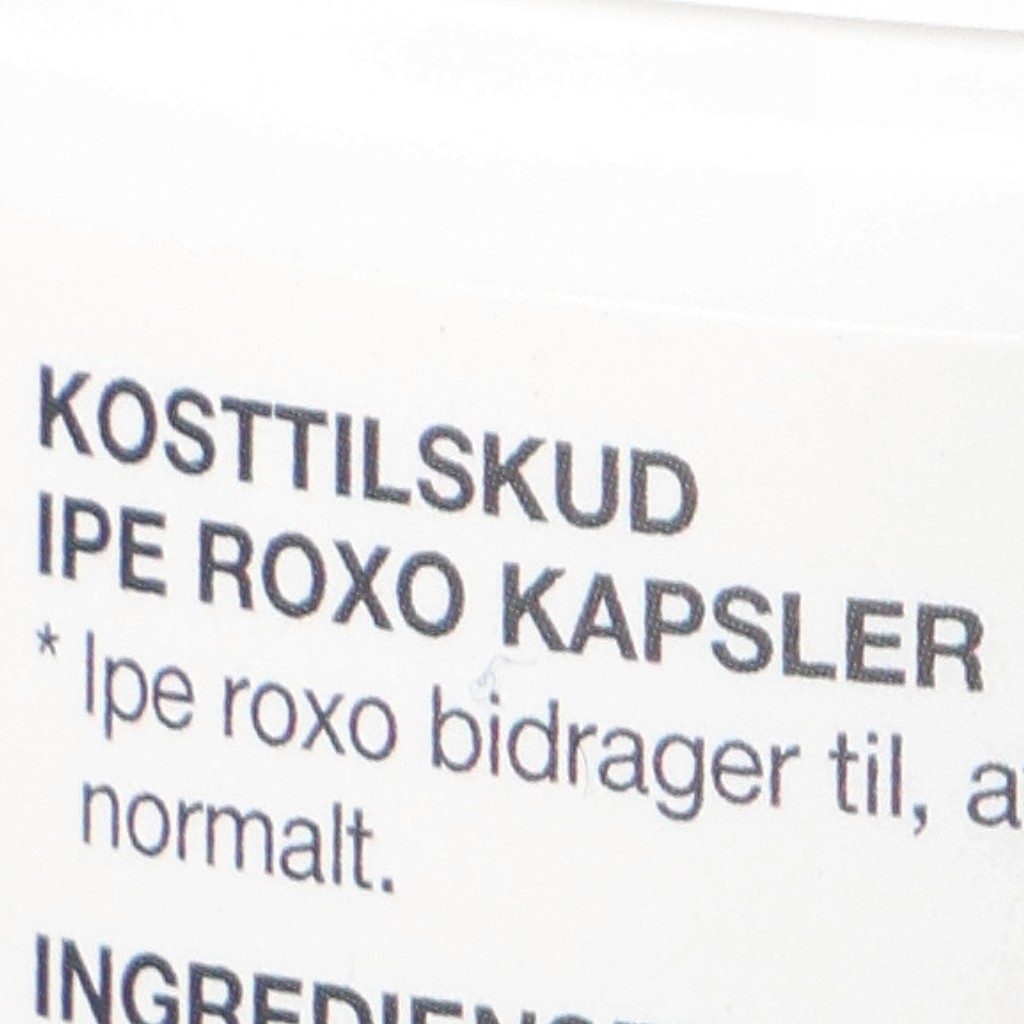 KOSTTILSKUD
IPE ROXO KAPSLER
* Ipe roxo bidrager til,
normalt.